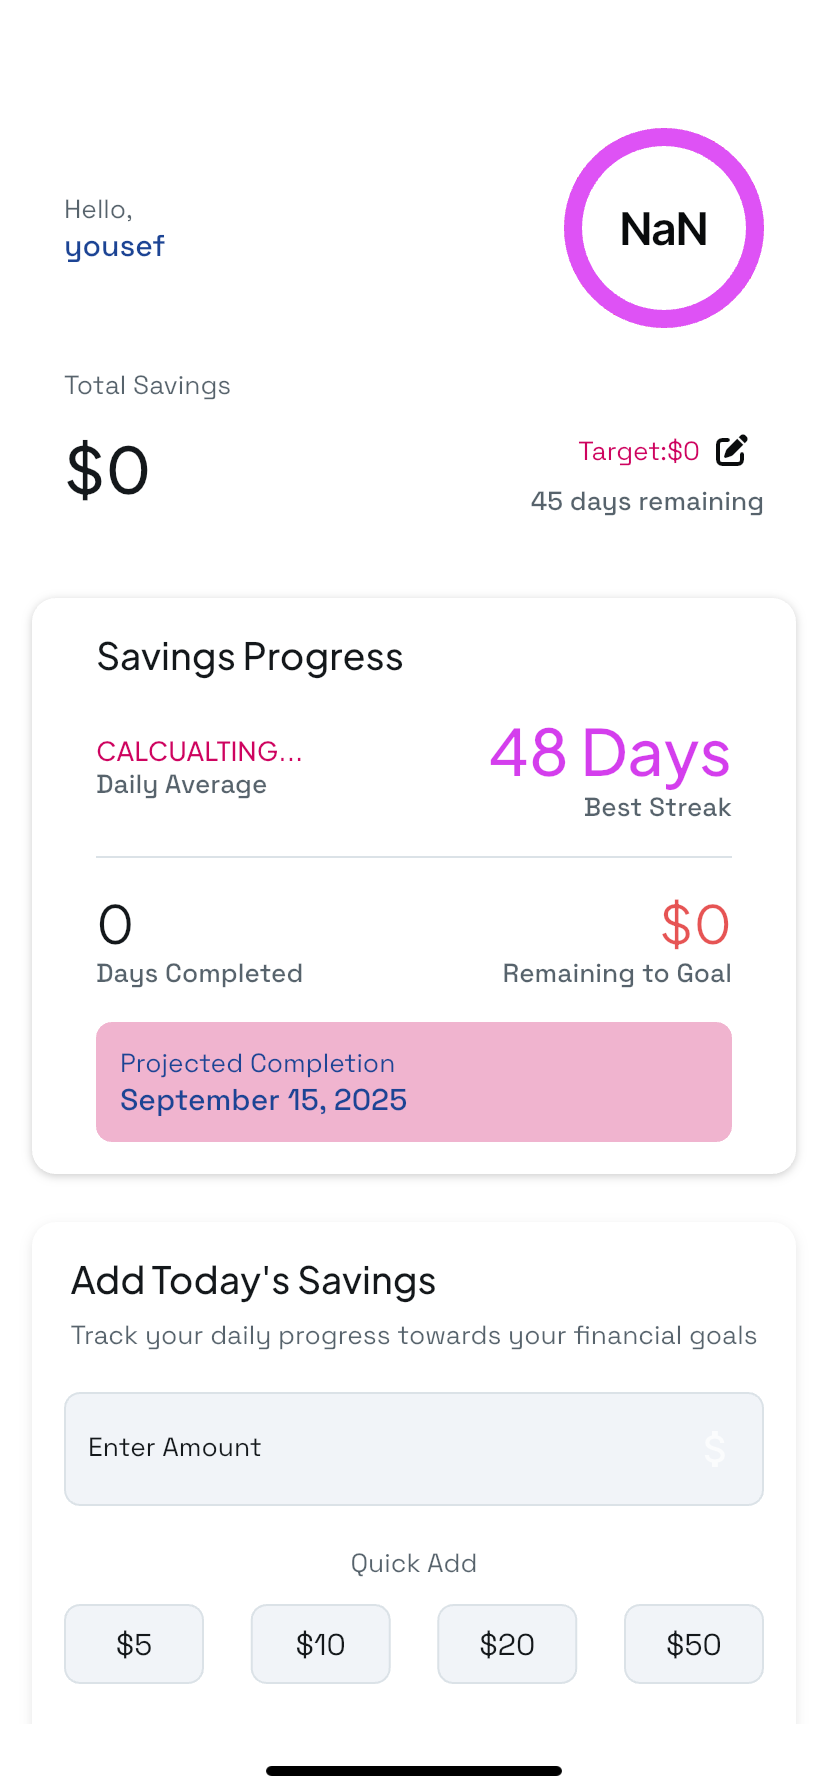 Hello,
yousef
NaN
Total Savings
$0
Target:$0
45 days remaining
Savings Progress
CALCUALTING...
Daily Average
48 Days
Best Streak
0
Days Completed
$0
Remaining to Goal
Projected Completion
September 15, 2025
Add Today's Savings
Track your daily progress towards your financial goals
Enter Amount
$
Quick Add
$5
$10
$20
$50